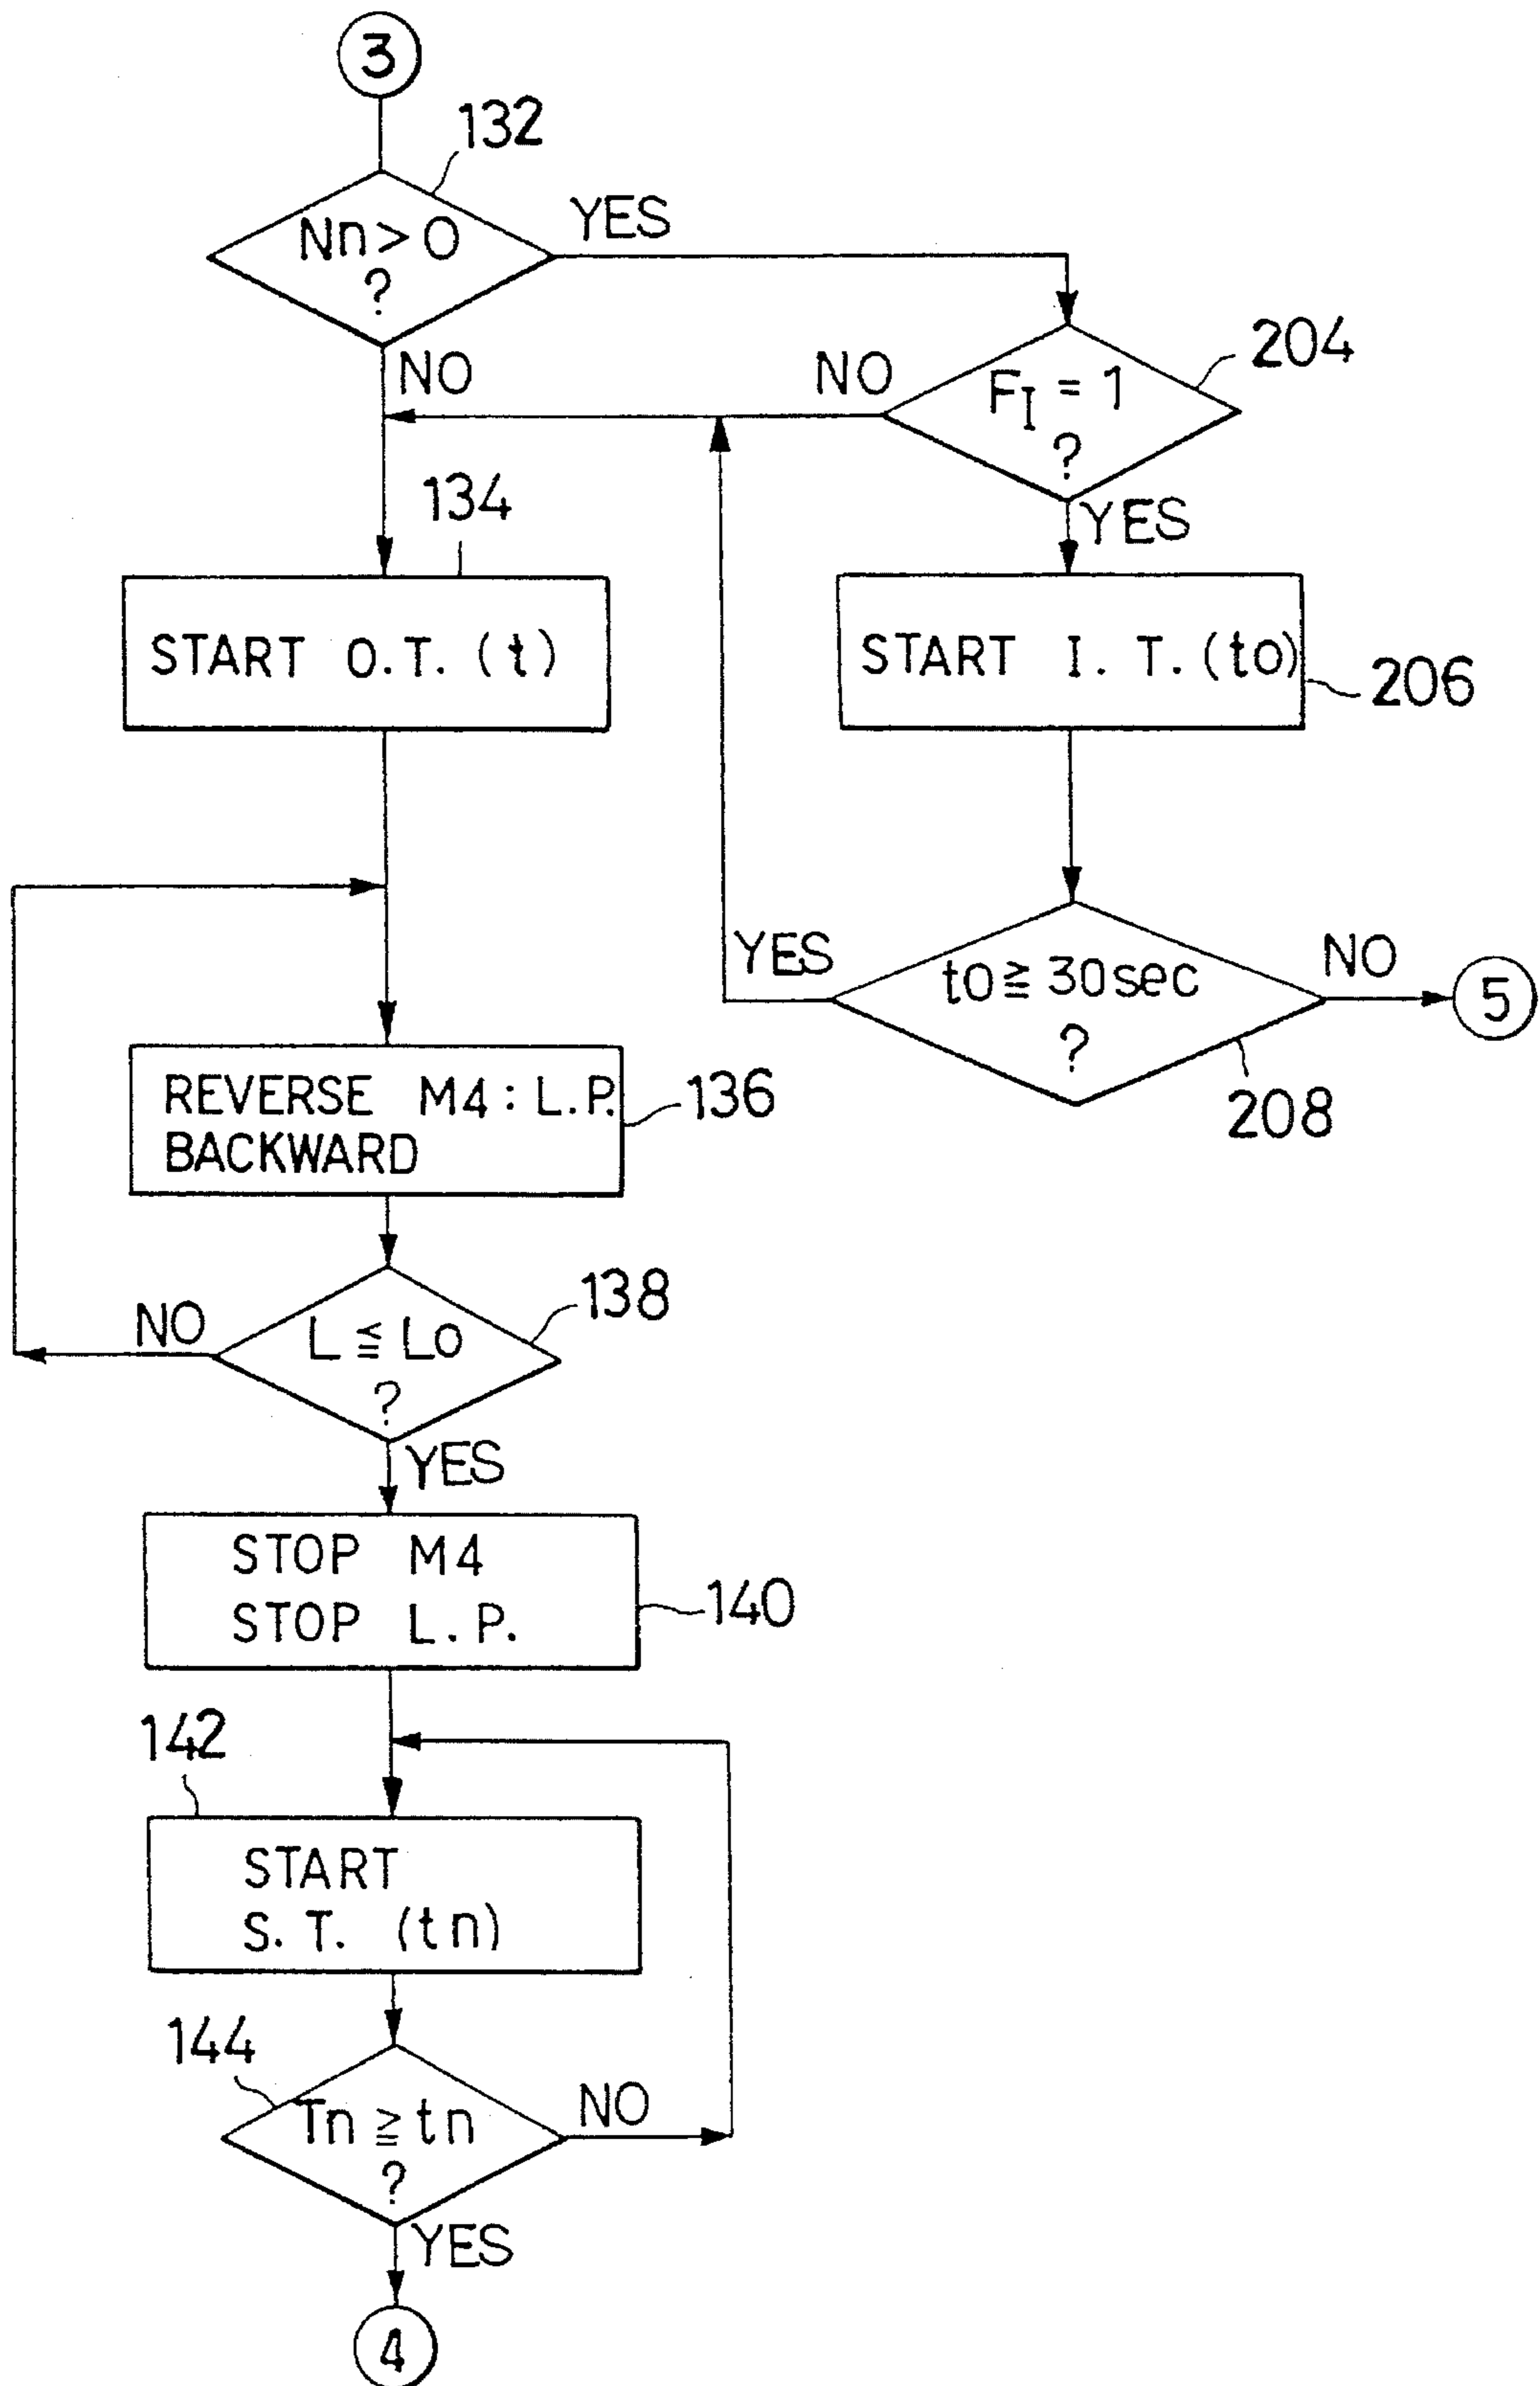 3
132
Nn > 0
?
YES
NO
204
F_I = 1
?
NO
YES
134
START O.T. (t)
START I. T. (to)
206
to ≧ 30sec
?
YES
NO
5
208
REVERSE M4 : L.P.
BACKWARD
136
138
L ≦ Lo
?
NO
YES
STOP M4
STOP L.P.
140
142
START
S.T. (tn)
144
Tn ≧ tn
?
NO
YES
4